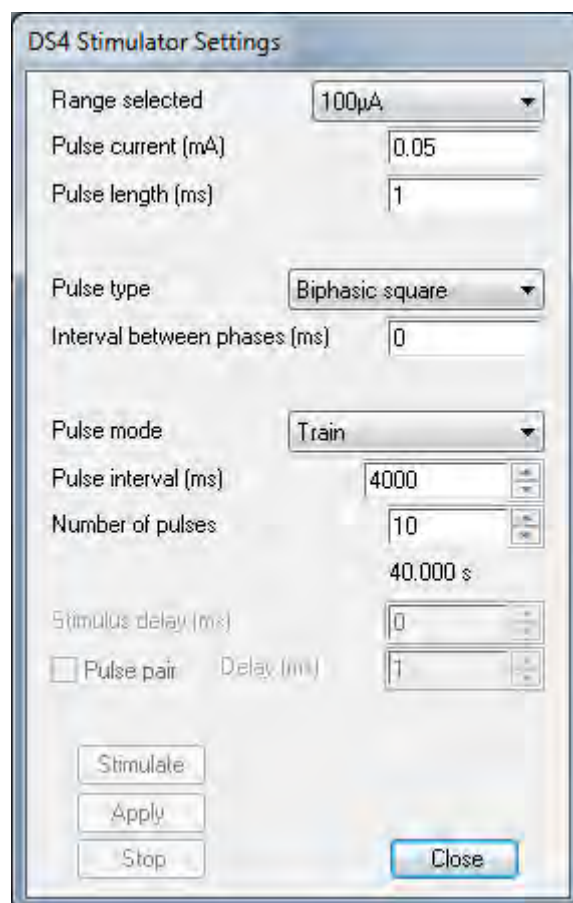 DS4 Stimulator Settings
Range selected 100µA
Pulse current (mA) 0.05
Pulse length (ms) 1
Pulse type Biphasic square
Interval between phases (ms) 0
Pulse mode Train
Pulse interval (ms) 4000
Number of pulses 10
40.000 s
Stimulus delay (ms) 0
Pulse pair Delay (ms) 1
Stimulate
Apply
Stop Close